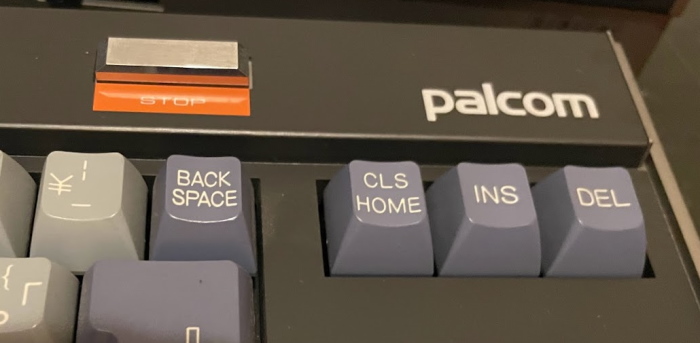 STOP
palcom
¥ ¦
_
BACK
SPACE
CLS
HOME
INS
DEL
{ 「